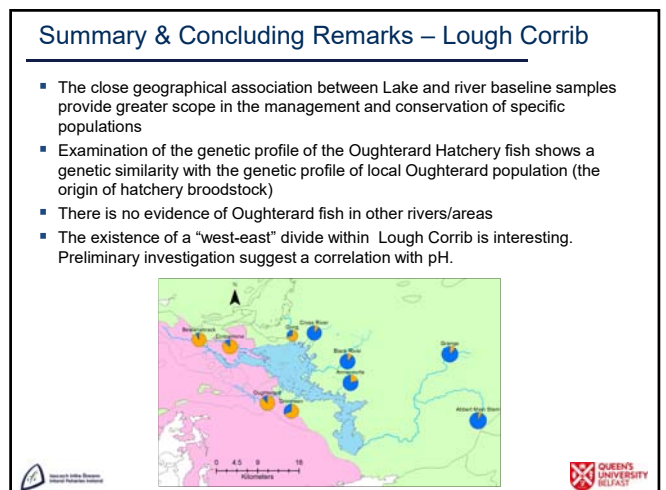 Summary & Concluding Remarks – Lough Corrib
▪ The close geographical association between Lake and river baseline samples
provide greater scope in the management and conservation of specific
populations
▪ Examination of the genetic profile of the Oughterard Hatchery fish shows a
genetic similarity with the genetic profile of local Oughterard population (the
origin of hatchery broodstock)
▪ There is no evidence of Oughterard fish in other rivers/areas
▪ The existence of a “west-east” divide within  Lough Corrib is interesting.
Preliminary investigation suggest a correlation with pH.
N
Cong
Cross River
Bealanabrack
Black River
Grange
Oughterard
0 4.5 9 18
Kilometers
Inland Fisheries Ireland
QUEEN'S
UNIVERSITY
BELFAST